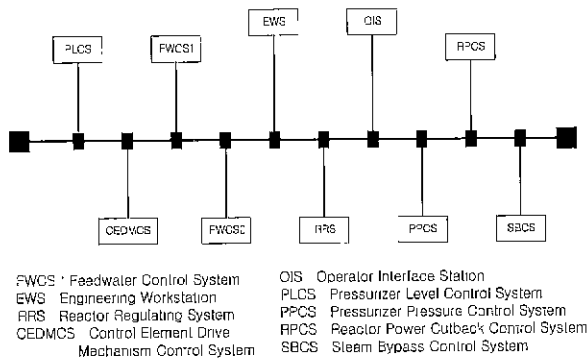 EWS
OIS
PLCS
FWCS1
RPCS
CEDMCS
FWCS2
RRS
PPCS
SBCS
FWCS Feedwater Control System
EWS Engineering Workstation
RRS Reactor Regulating System
CEDMCS Control Element Drive
Mechanism Control System
OIS Operator Interface Station
PLCS Pressurizer Level Control System
PPCS Pressurizer Pressure Control System
RPCS Reactor Power Cutback Control System
SBCS Steam Bypass Control System